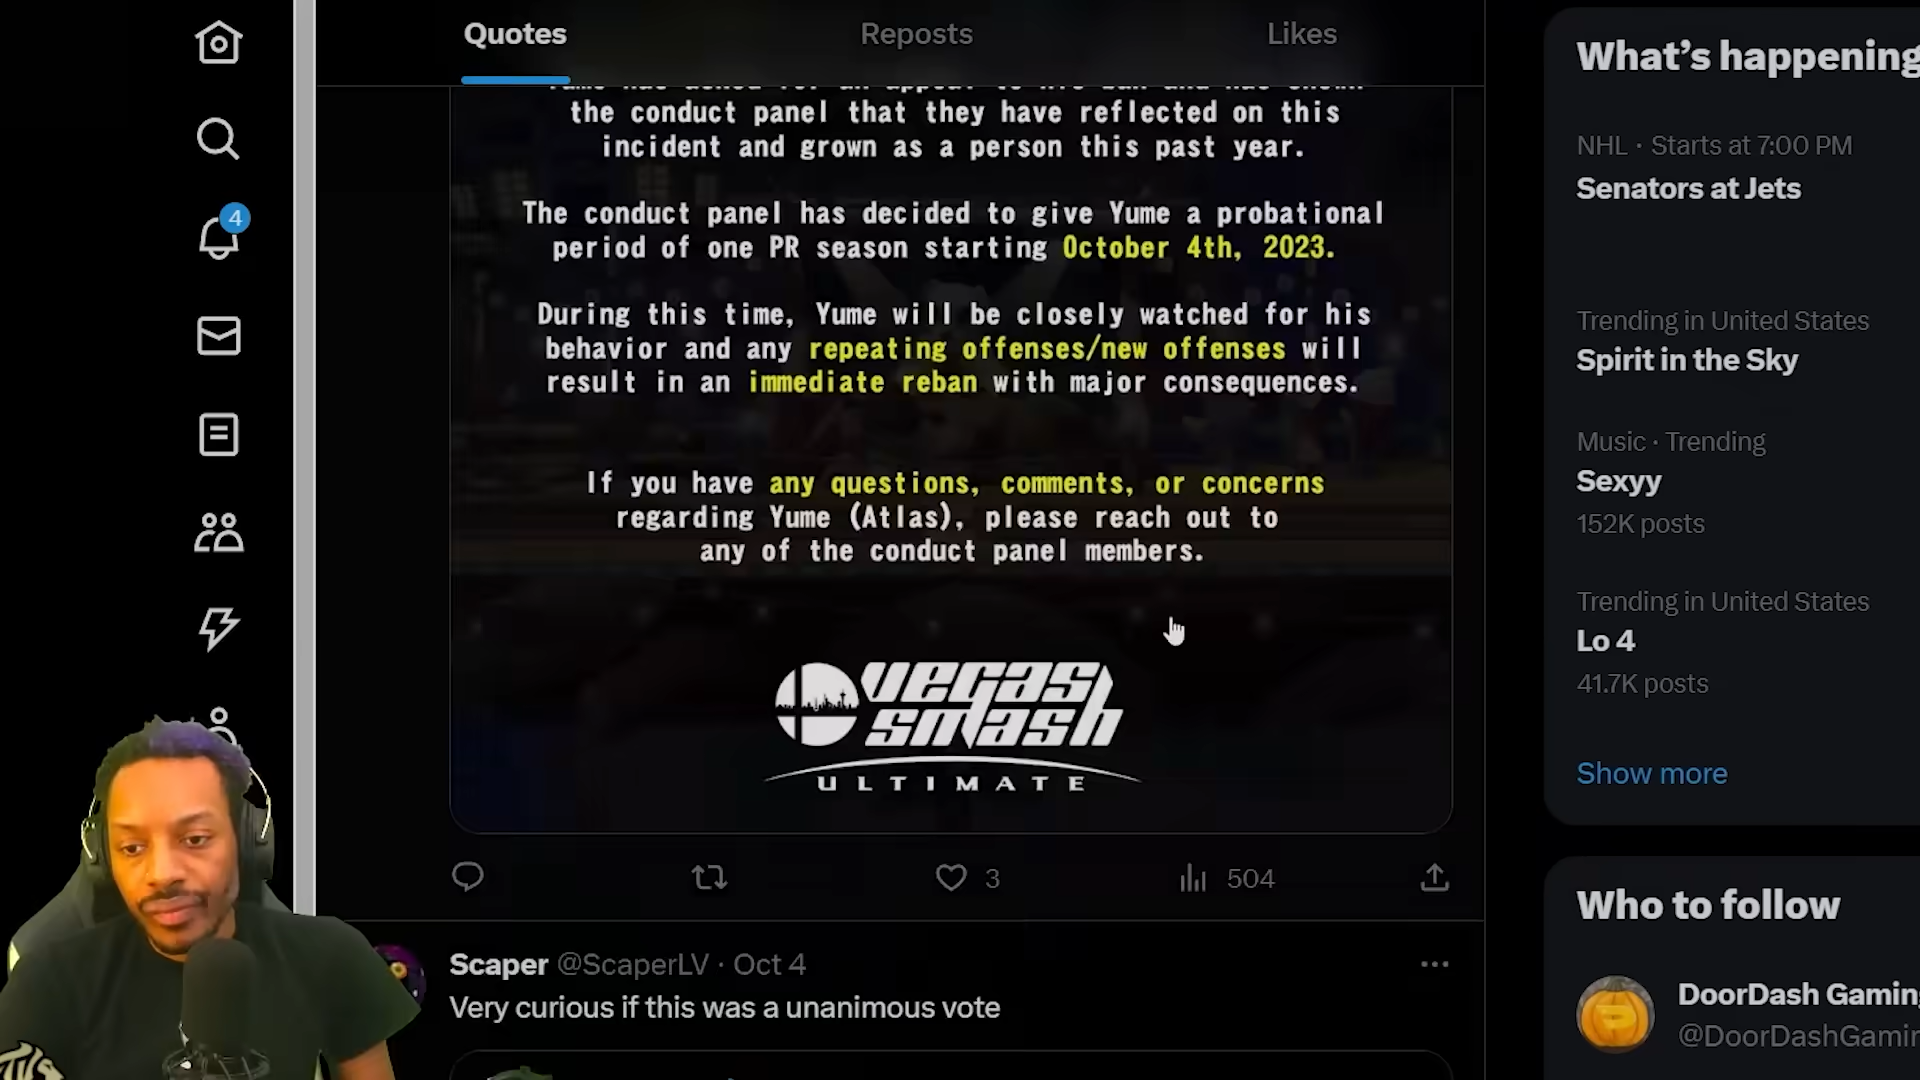 Quotes
Reposts
Likes
the conduct panel that they have reflected on this
incident and grown as a person this past year.
The conduct panel has decided to give Yume a probational
period of one PR season starting October 4th, 2023.
During this time, Yume will be closely watched for his
behavior and any repeating offenses/new offenses will
result in an immediate reban with major consequences.
If you have any questions, comments, or concerns
regarding Yume (Atlas), please reach out to
any of the conduct panel members.
VEGAS
SMASH
ULTIMATE
3
504
Scaper @ScaperLV · Oct 4
Very curious if this was a unanimous vote
4
What's happening
NHL · Starts at 7:00 PM
Senators at Jets
Trending in United States
Spirit in the Sky
Music · Trending
Sexyy
152K posts
Trending in United States
Lo 4
41.7K posts
Show more
Who to follow
DoorDash Gaming
@DoorDashGamin